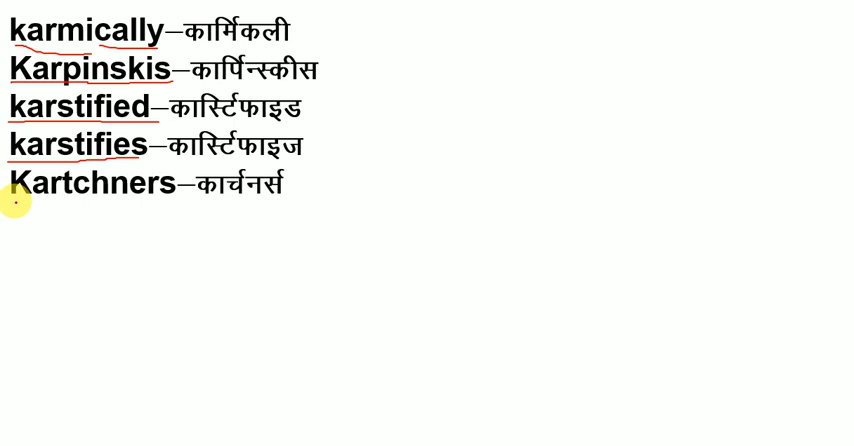 karmically–कार्मिकली
Karpinskis–कार्पिन्स्कीस
karstified–कार्स्टिफाइड
karstifies–कार्स्टिफाइज
Kartchners–कार्चनर्स